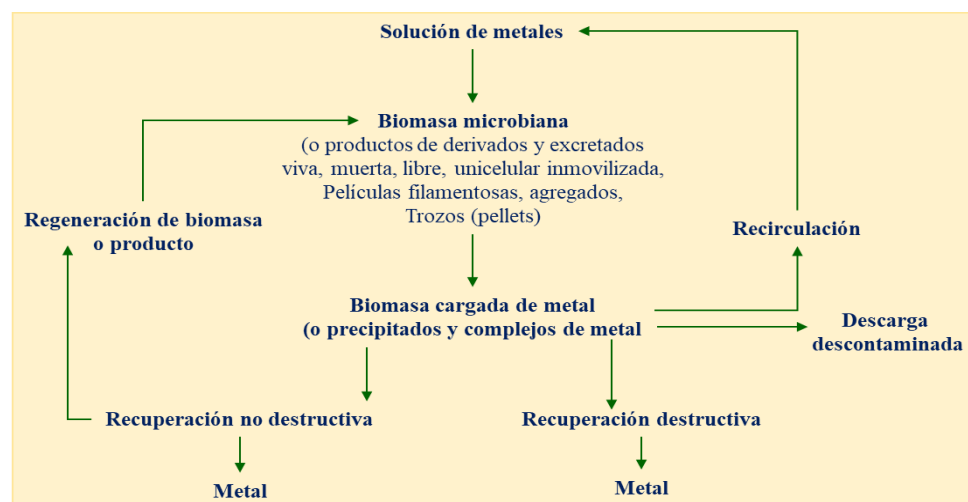 Solución de metales
Biomasa microbiana
(o productos de derivados y excretados
viva, muerta, libre, unicelular inmovilizada,
Películas filamentosas, agregados,
Trozos (pellets)
Regeneración de biomasa
o producto
Recirculación
Biomasa cargada de metal
(o precipitados y complejos de metal
Descarga
descontaminada
Recuperación no destructiva
Recuperación destructiva
Metal
Metal